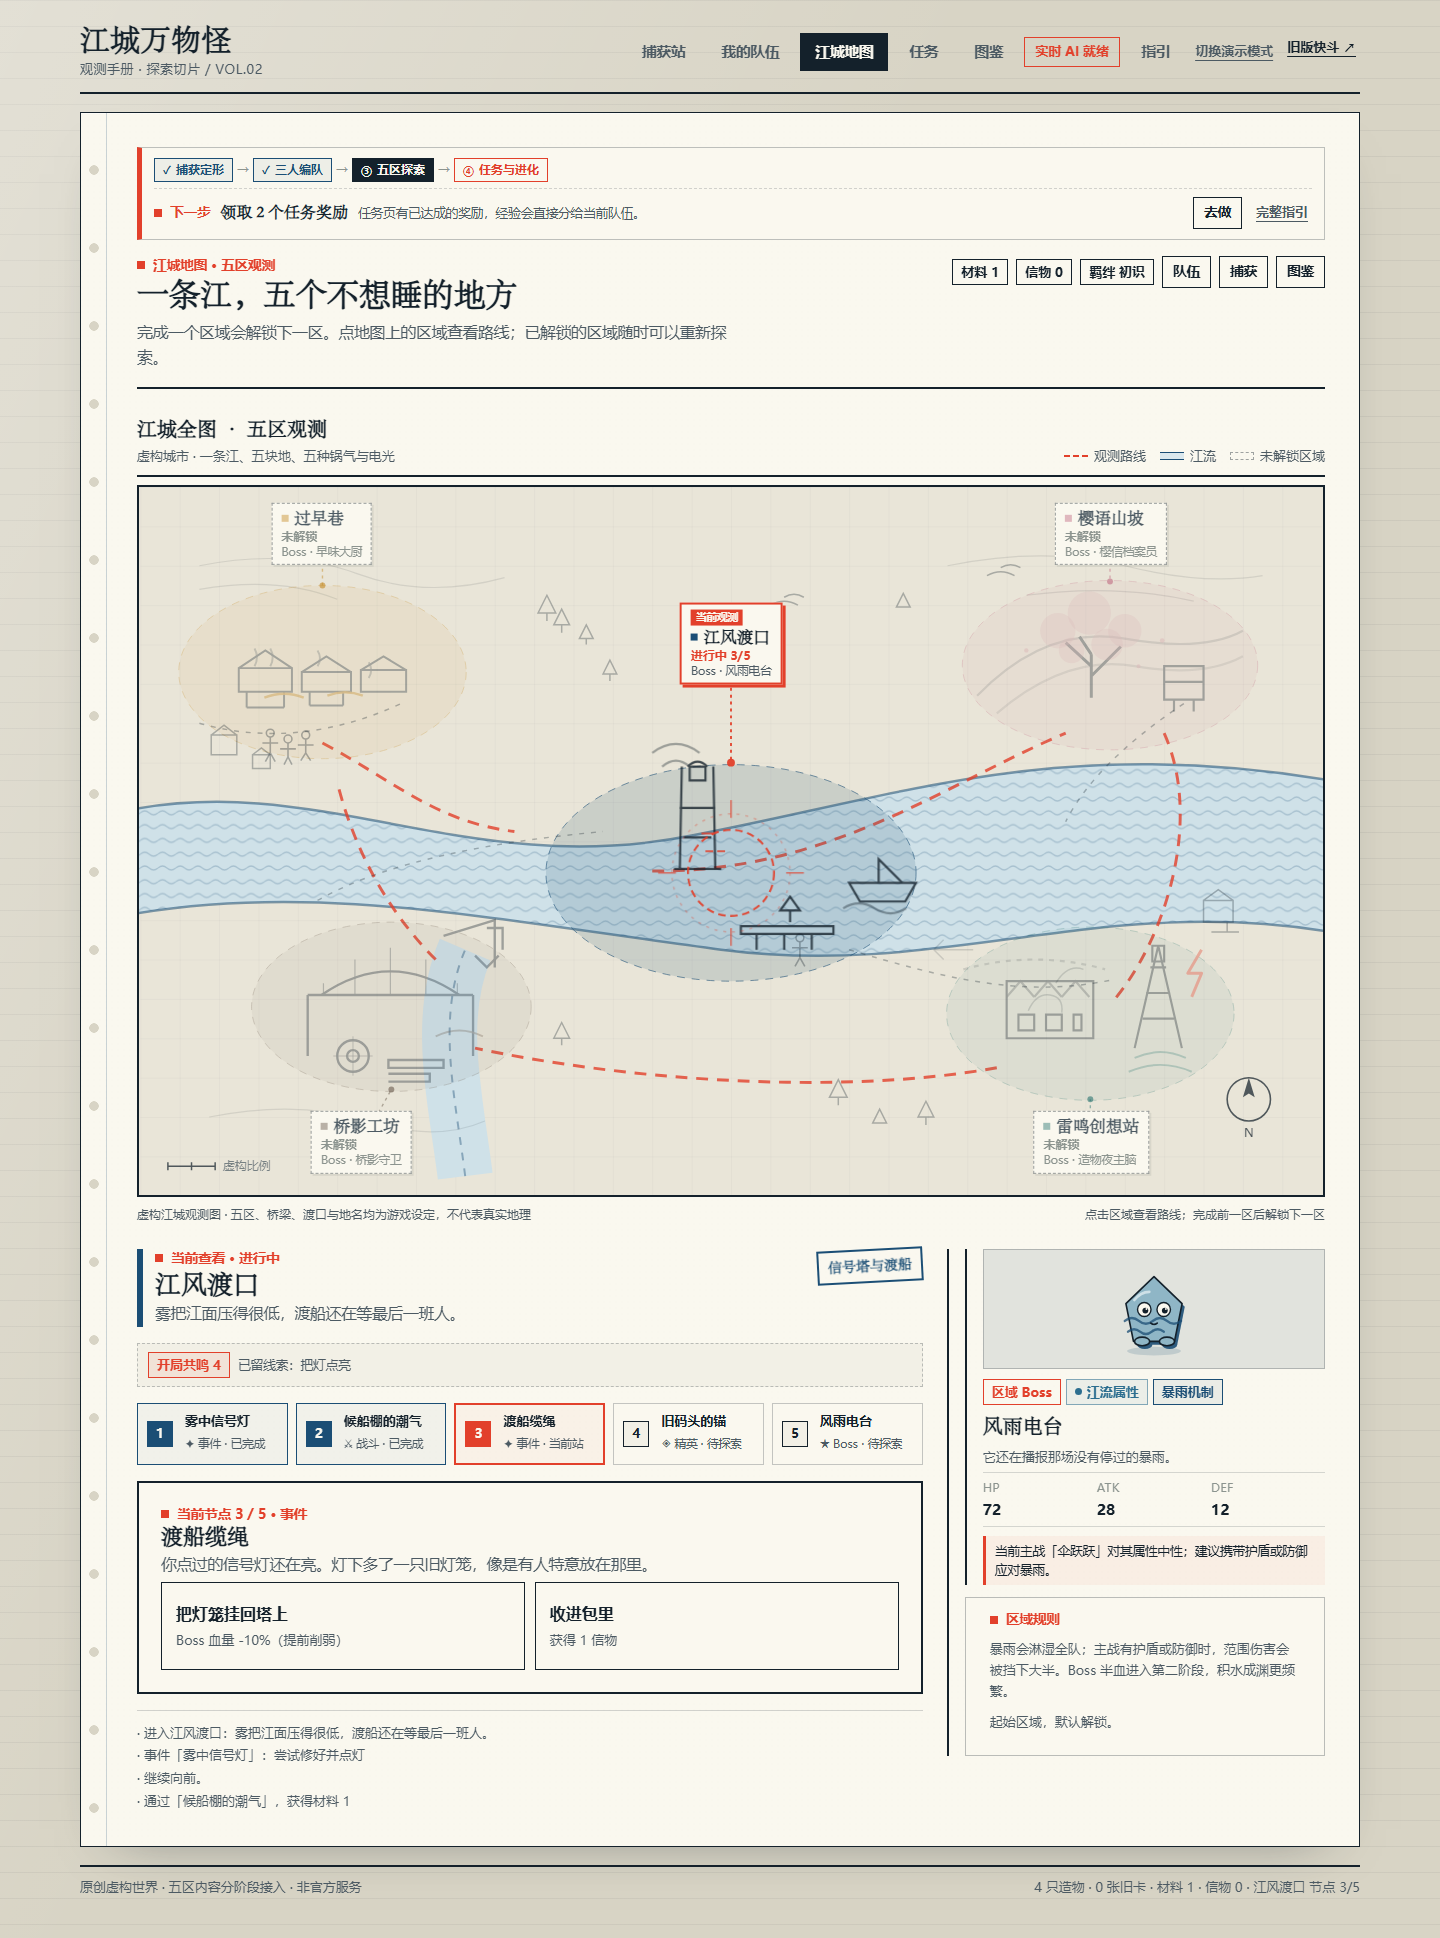 江城万物怪
观测手册 · 探索切片 / VOL.02
捕获站 我的队伍 江城地图 任务 图鉴 实时 AI 就绪 指引 切换演示模式 旧版快斗 ↗
✓ 捕获定形 → ✓ 三人编队 → ③ 五区探索 → ④ 任务与进化
下一步 领取 2 个任务奖励 任务页有已达成的奖励，经验会直接分给当前队伍。 去做 完整指引
江城地图 • 五区观测
材料 1 信物 0 羁绊 初识 队伍 捕获 图鉴
一条江，五个不想睡的地方
完成一个区域会解锁下一区。点地图上的区域查看路线；已解锁的区域随时可以重新探
索。
江城全图 · 五区观测
虚构城市 · 一条江、五块地、五种锅气与电光
观测路线 江流 未解锁区域
过早巷
未解锁
Boss · 早味大厨
樱语山坡
未解锁
Boss · 樱信档案员
当前观测
江风渡口
进行中 3/5
Boss · 风雨电台
桥影工坊
未解锁
Boss · 桥影守卫
雷鸣创想站
未解锁
Boss · 造物夜主脑
N
虚构比例
虚构江城观测图 · 五区、桥梁、渡口与地名均为游戏设定，不代表真实地理
点击区域查看路线；完成前一区后解锁下一区
当前查看 • 进行中
江风渡口
雾把江面压得很低，渡船还在等最后一班人。
信号塔与渡船
开局共鸣 4 已留线索：把灯点亮
1 雾中信号灯
✦ 事件 · 已完成
2 候船棚的潮气
⚔ 战斗 · 已完成
3 渡船缆绳
✦ 事件 · 当前站
4 旧码头的锚
◈ 精英 · 待探索
5 风雨电台
★ Boss · 待探索
当前节点 3 / 5 • 事件
渡船缆绳
你点过的信号灯还在亮。灯下多了一只旧灯笼，像是有人特意放在那里。
把灯笼挂回塔上
Boss 血量 -10%（提前削弱）
收进包里
获得 1 信物
· 进入江风渡口：雾把江面压得很低，渡船还在等最后一班人。
· 事件「雾中信号灯」：尝试修好并点灯
· 继续向前。
· 通过「候船棚的潮气」，获得材料 1
区域 Boss • 江流属性 暴雨机制
风雨电台
它还在播报那场没有停过的暴雨。
HP ATK DEF
72 28 12
当前主战「伞跃跃」对其属性中性；建议携带护盾或防御
应对暴雨。
区域规则
暴雨会淋湿全队；主战有护盾或防御时，范围伤害会
被挡下大半。Boss 半血进入第二阶段，积水成渊更频
繁。
起始区域，默认解锁。
原创虚构世界 · 五区内容分阶段接入 · 非官方服务
4 只造物 · 0 张旧卡 · 材料 1 · 信物 0 · 江风渡口 节点 3/5